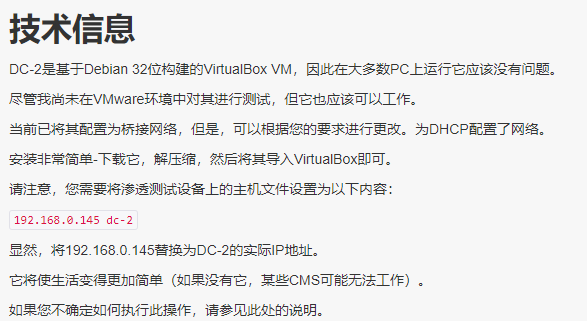 技术信息
DC-2是基于Debian 32位构建的VirtualBox VM，因此在大多数PC上运行它应该没有问题。
尽管我尚未在VMware环境中对其进行测试，但它也应该可以工作。
当前已将其配置为桥接网络，但是，可以根据您的要求进行更改。为DHCP配置了网络。
安装非常简单-下载它，解压缩，然后将其导入VirtualBox即可。
请注意，您需要将渗透测试设备上的主机文件设置为以下内容：
192.168.0.145 dc-2
显然，将192.168.0.145替换为DC-2的实际IP地址。
它将使生活变得更加简单（如果没有它，某些CMS可能无法工作）。
如果您不确定如何执行此操作，请参见此处的说明。